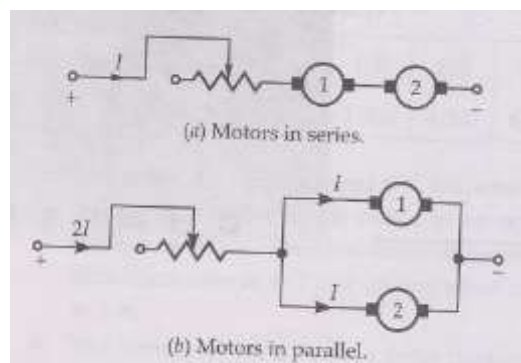 I
1
2
+
−
(a) Motors in series.
I
1
2I
+
−
I
2
(b) Motors in parallel.